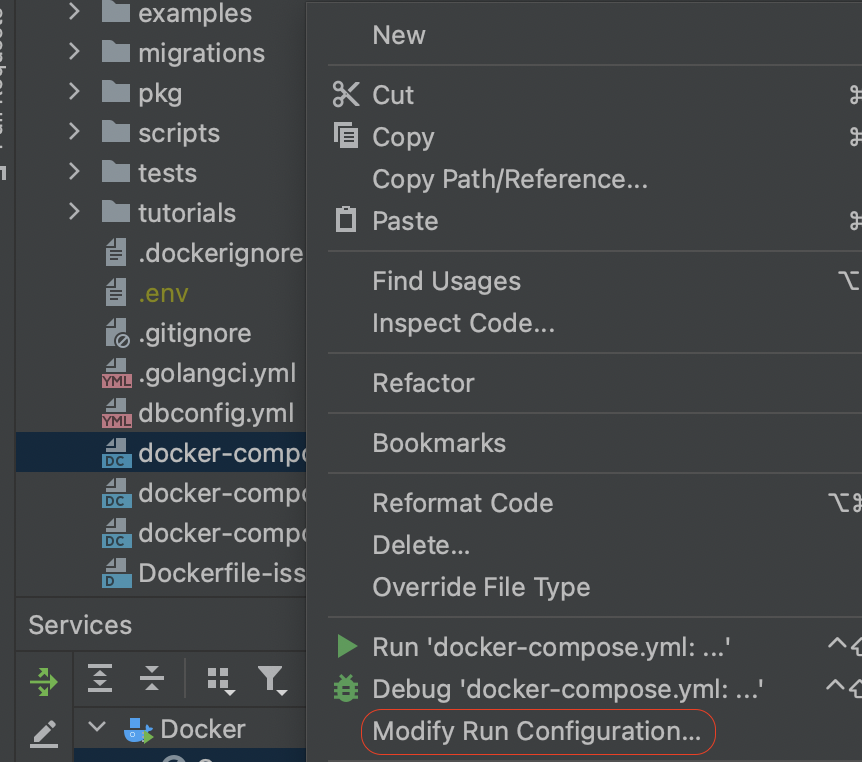 examples
migrations
pkg
scripts
tests
tutorials
.dockerignore
.env
.gitignore
YML .golangci.yml
YML dbconfig.yml
DC docker-compo
DC docker-compo
DC docker-compo
D Dockerfile-iss
Services
Docker
New
Cut ⌘
Copy ⌘
Copy Path/Reference...
Paste ⌘
Find Usages ⌥
Inspect Code...
Refactor
Bookmarks
Reformat Code ⌥⌘
Delete...
Override File Type
Run 'docker-compose.yml: ...' ^⇧
Debug 'docker-compose.yml: ...' ^⇧
Modify Run Configuration...